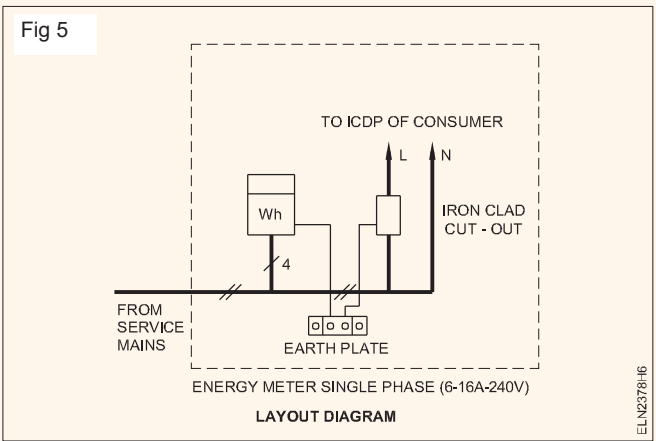 Fig 5
TO ICDP OF CONSUMER
L
N
Wh
IRON CLAD
CUT - OUT
4
FROM
SERVICE
MAINS
EARTH PLATE
ENERGY METER SINGLE PHASE (6-16A-240V)
LAYOUT DIAGRAM
ELN2378H6